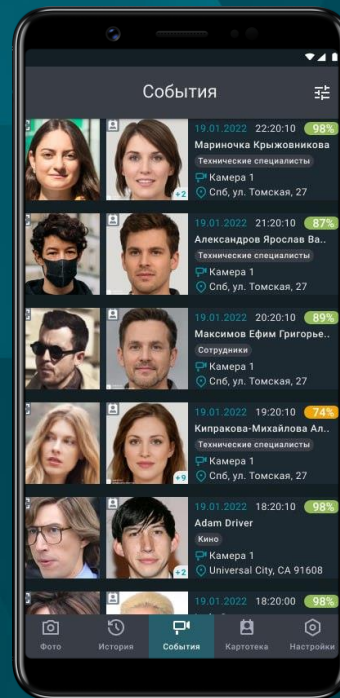 События
19.01.2022 22:20:10 98%
Мариночка Крыжовникова
Технические специалисты
Камера 1
+2
Спб, ул. Томская, 27
19.01.2022 21:20:10 87%
Александров Ярослав Ва..
Технические специалисты
Камера 1
Спб, ул. Томская, 27
19.01.2022 20:20:10 89%
Максимов Ефим Григорье..
Сотрудники
Камера 1
Спб, ул. Томская, 27
19.01.2022 19:20:10 74%
Кипракова-Михайлова Ал..
Технические специалисты
Камера 1
+9
Спб, ул. Томская, 27
19.01.2022 18:20:10 98%
Adam Driver
Кино
Камера 1
+2
Universal City, CA 91608
19.01.2022 18:20:00 98%
Фото
История
События
Картотека
Настройки